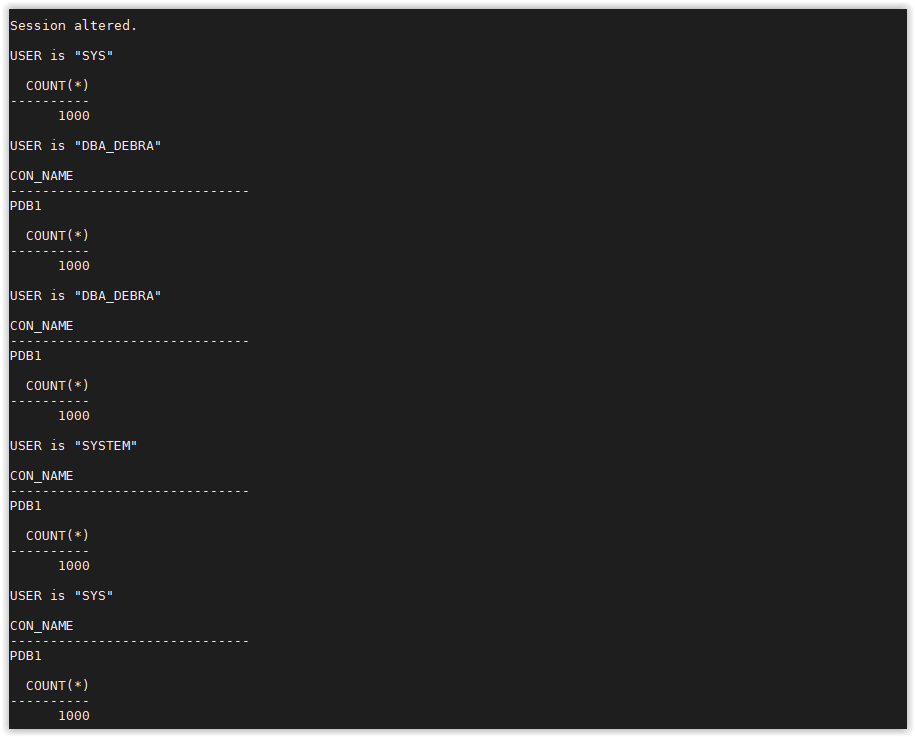 Session altered.
USER is "SYS"
  COUNT(*)
----------
      1000
USER is "DBA_DEBRA"
CON_NAME
------------------------------
PDB1
  COUNT(*)
----------
      1000
USER is "DBA_DEBRA"
CON_NAME
------------------------------
PDB1
  COUNT(*)
----------
      1000
USER is "SYSTEM"
CON_NAME
------------------------------
PDB1
  COUNT(*)
----------
      1000
USER is "SYS"
CON_NAME
------------------------------
PDB1
  COUNT(*)
----------
      1000